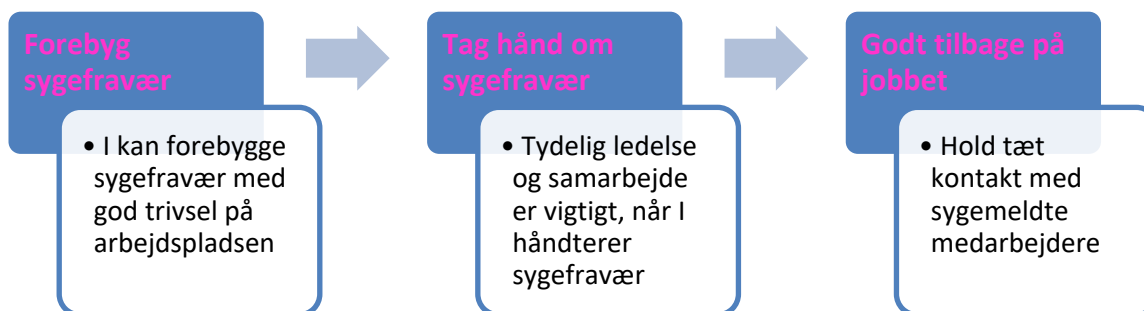 Forebyg
sygefravær
• I kan forebygge
sygefravær med
god trivsel på
arbejdspladsen
Tag hånd om
sygefravær
• Tydelig ledelse
og samarbejde
er vigtigt, når I
håndterer
sygefravær
Godt tilbage på
jobbet
• Hold tæt
kontakt med
sygemeldte
medarbejdere